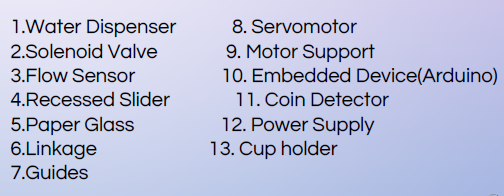 1.Water Dispenser
2.Solenoid Valve
3.Flow Sensor
4.Recessed Slider
5.Paper Glass
6.Linkage
7.Guides
8. Servomotor
9. Motor Support
10. Embedded Device(Arduino)
11. Coin Detector
12. Power Supply
13. Cup holder